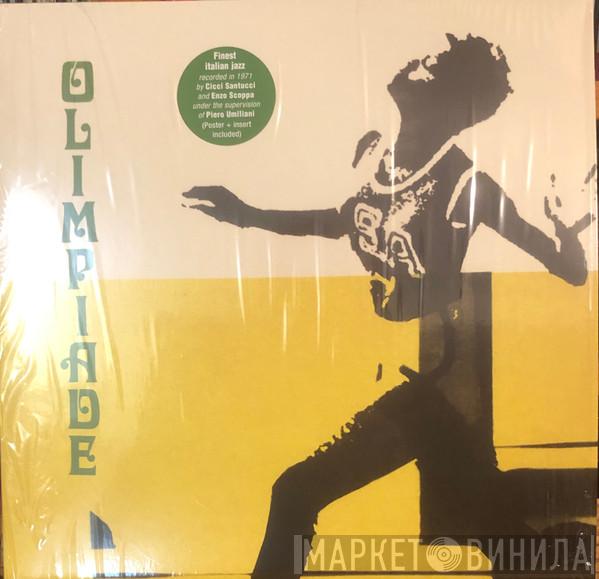 OLIMPIADE
Finest
italian jazz
recorded in 1971
by Cicci Santucci
and Enzo Scoppa
under the supervision
of Piero Umiliani
(Poster + insert
included)
МАРКЕТ ВИНИЛА